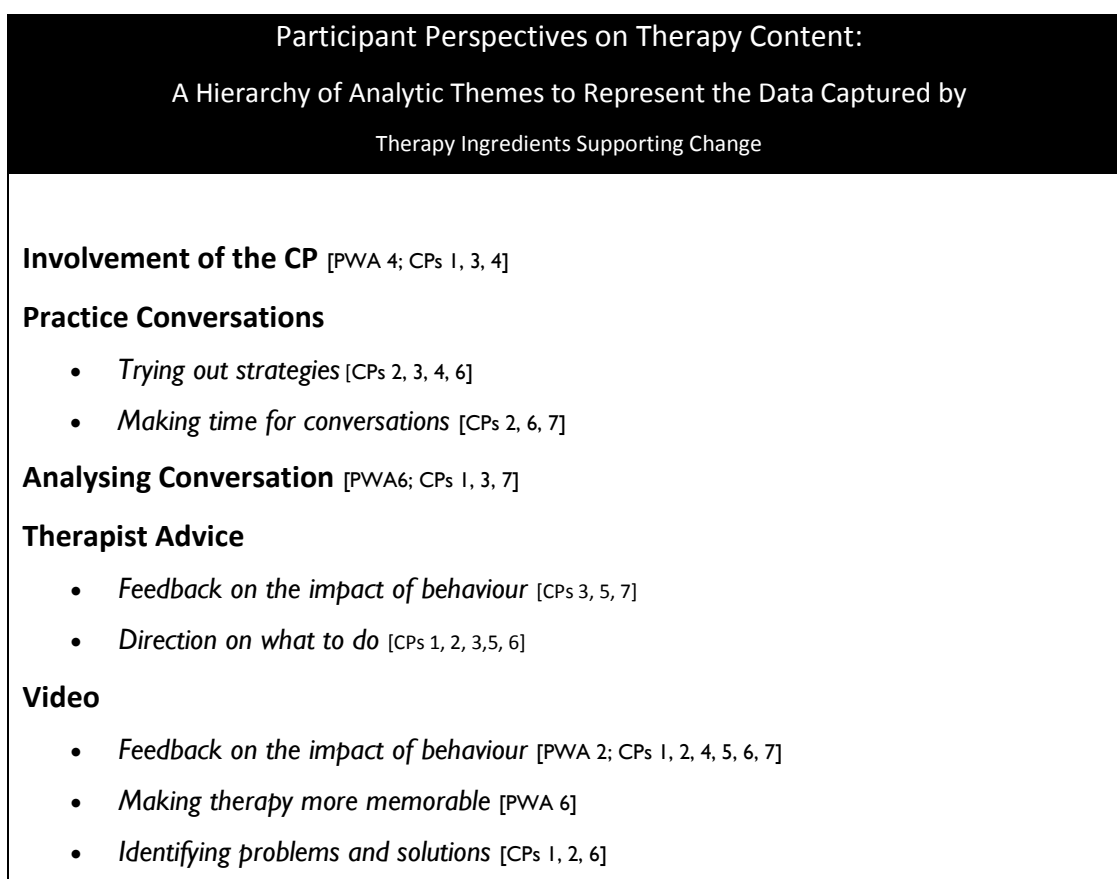 Participant Perspectives on Therapy Content:
A Hierarchy of Analytic Themes to Represent the Data Captured by
Therapy Ingredients Supporting Change
Involvement of the CP [PWA 4; CPs 1, 3, 4]
Practice Conversations
• Trying out strategies [CPs 2, 3, 4, 6]
• Making time for conversations [CPs 2, 6, 7]
Analysing Conversation [PWA6; CPs 1, 3, 7]
Therapist Advice
• Feedback on the impact of behaviour [CPs 3, 5, 7]
• Direction on what to do [CPs 1, 2, 3,5, 6]
Video
• Feedback on the impact of behaviour [PWA 2; CPs 1, 2, 4, 5, 6, 7]
• Making therapy more memorable [PWA 6]
• Identifying problems and solutions [CPs 1, 2, 6]